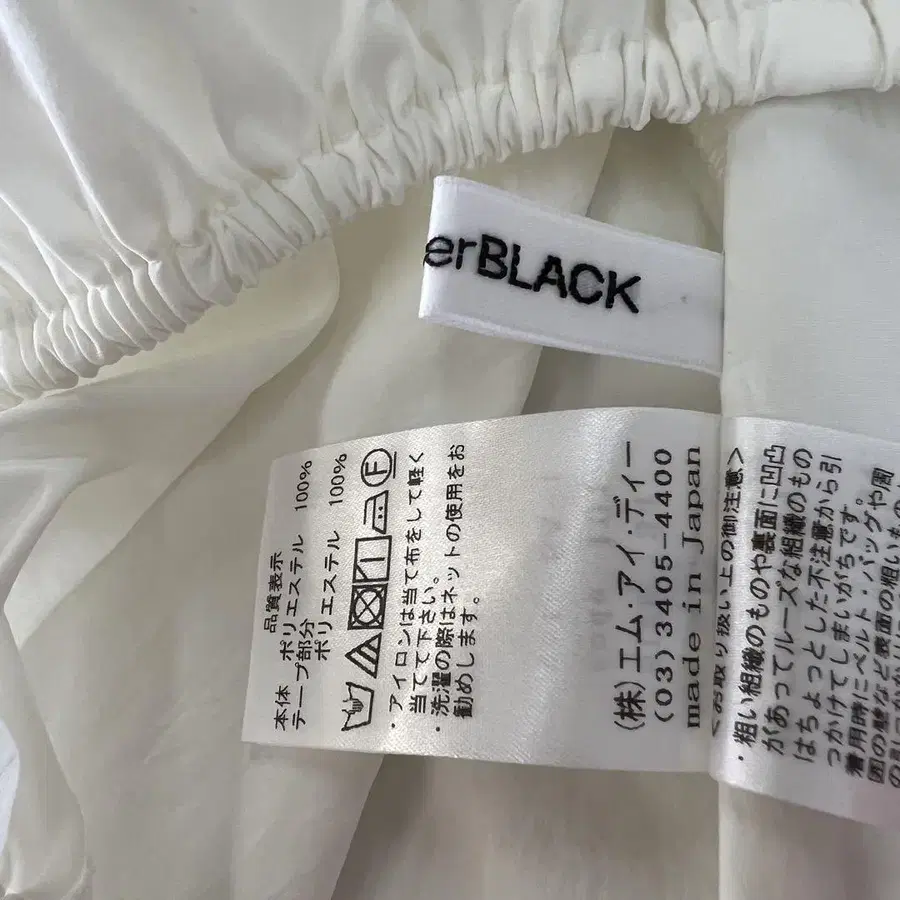 erBLACK
品質表示
本体 ポリエステル 100%
テープ部分
ポリエステル 100%
F
・アイロンは当て布をして軽く
当てて下さい。
・洗濯の際はネットの使用をお
勧めします。
(株)エム・アイ・ディー
(03)3405-4400
made in Japan
<お取り扱い上の御注意>
・粗い組織のものや裏面に凹凸
があってルーズな組織のもの
はちょっとした不注意から引
っかけてしまいがちです。
着用時にベルト・バッグや周
囲の壁など表面の粗いもの